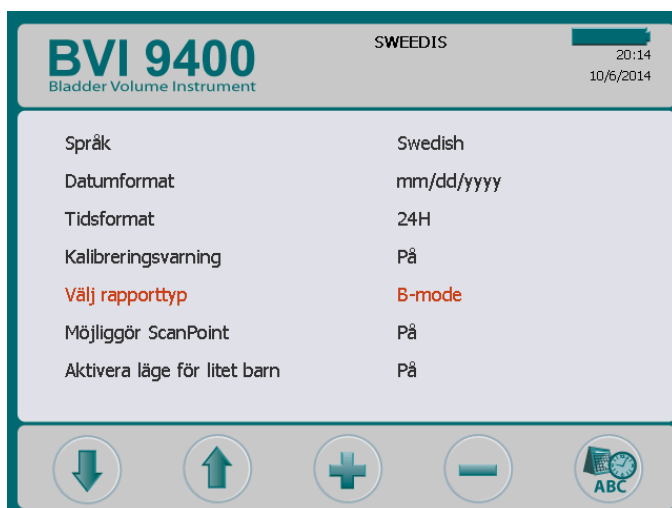 BVI 9400
Bladder Volume Instrument
SWEEDIS
20:14
10/6/2014
Språk Swedish
Datumformat mm/dd/yyyy
Tidsformat 24H
Kalibreringsvarning På
Välj rapporttyp B-mode
Möjliggör ScanPoint På
Aktivera läge för litet barn På
ABC